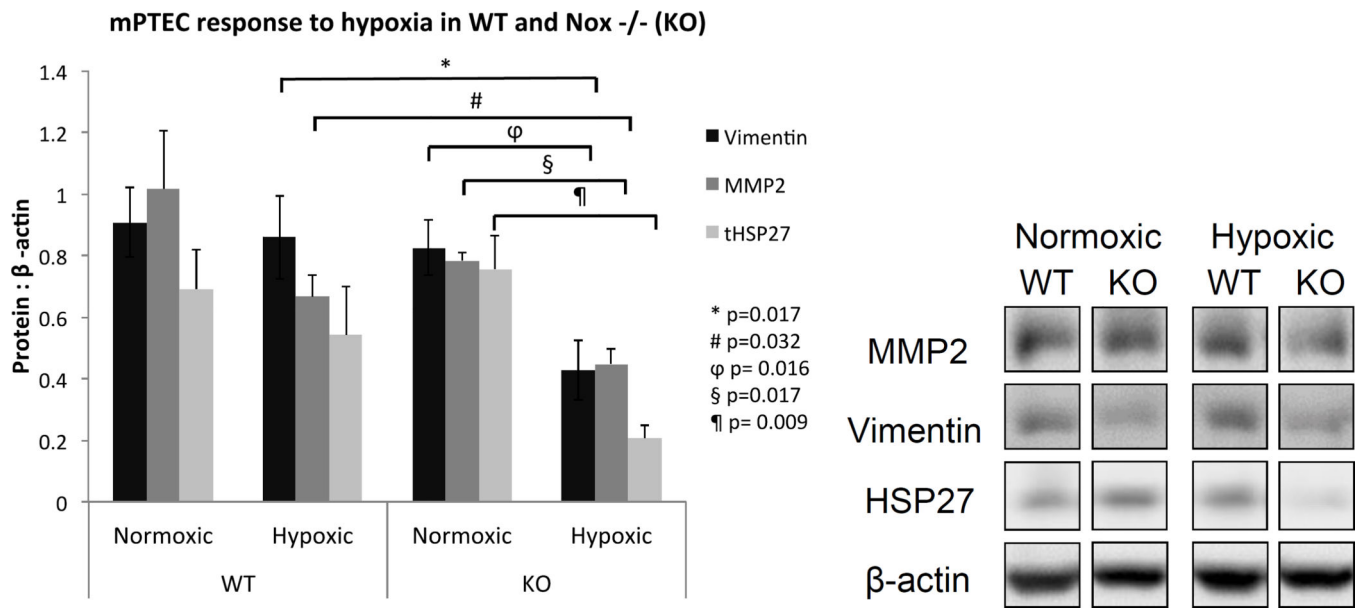 mPTEC response to hypoxia in WT and Nox -/- (KO)
Protein : β -actin
1.4
1.2
1
0.8
0.6
0.4
0.2
0
*
#
φ
§
¶
Vimentin
MMP2
tHSP27
* p=0.017
# p=0.032
φ p= 0.016
§ p=0.017
¶ p= 0.009
Normoxic Hypoxic Normoxic Hypoxic
WT KO
Normoxic Hypoxic
WT KO WT KO
MMP2
Vimentin
HSP27
β-actin